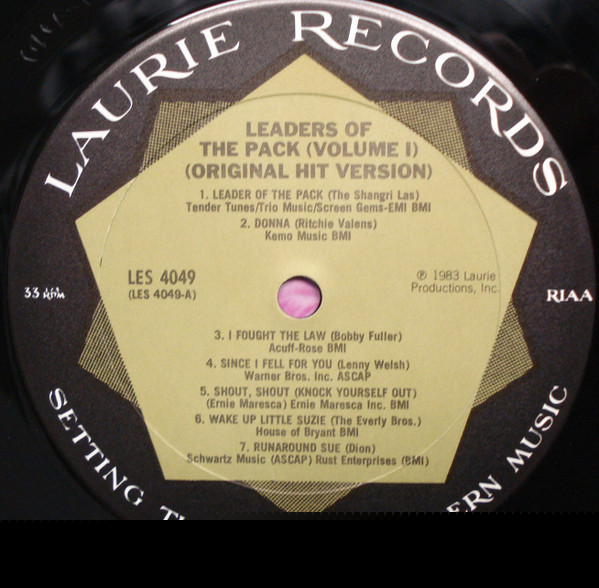 LAURIE RECORDS
LEADERS OF
THE PACK (VOLUME I)
(ORIGINAL HIT VERSION)
1. LEADER OF THE PACK (The Shangri Las)
Tender Tunes/Trio Music/Screen Gems-EMI BMI
2. DONNA (Ritchie Valens)
Kemo Music BMI
LES 4049
(LES 4049-A)
℗ 1983 Laurie
Productions, Inc.
33 RPM
RIAA
3. I FOUGHT THE LAW (Bobby Fuller)
Acuff-Rose BMI
4. SINCE I FELL FOR YOU (Lenny Welsh)
Warner Bros. Inc. ASCAP
5. SHOUT, SHOUT (KNOCK YOURSELF OUT)
(Ernie Maresca) Ernie Maresca Inc. BMI
6. WAKE UP LITTLE SUZIE (The Everly Bros.)
House of Bryant BMI
7. RUNAROUND SUE (Dion)
Schwartz Music (ASCAP) Rust Enterprises (BMI)
SETTING T
ERN MUSIC